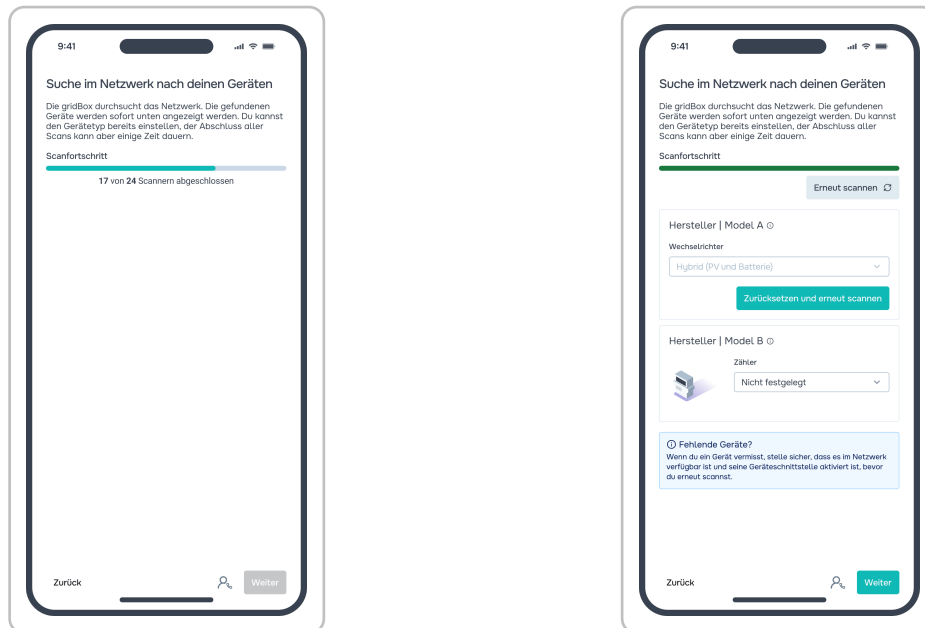 9:41
Suche im Netzwerk nach deinen Geräten
Die gridBox durchsucht das Netzwerk. Die gefundenen
Geräte werden sofort unten angezeigt werden. Du kannst
den Gerätetyp bereits einstellen, der Abschluss aller
Scans kann aber einige Zeit dauern.
Scanfortschritt
17 von 24 Scannern abgeschlossen
Zurück
Weiter
9:41
Suche im Netzwerk nach deinen Geräten
Die gridBox durchsucht das Netzwerk. Die gefundenen
Geräte werden sofort unten angezeigt werden. Du kannst
den Gerätetyp bereits einstellen, der Abschluss aller
Scans kann aber einige Zeit dauern.
Scanfortschritt
Erneut scannen
Hersteller | Model A
Wechselrichter
Hybrid (PV und Batterie)
Zurücksetzen und erneut scannen
Hersteller | Model B
Zähler
Nicht festgelegt
Fehlende Geräte?
Wenn du ein Gerät vermisst, stelle sicher, dass es im Netzwerk
verfügbar ist und seine Geräteschnittstelle aktiviert ist, bevor
du erneut scannst.
Zurück
Weiter